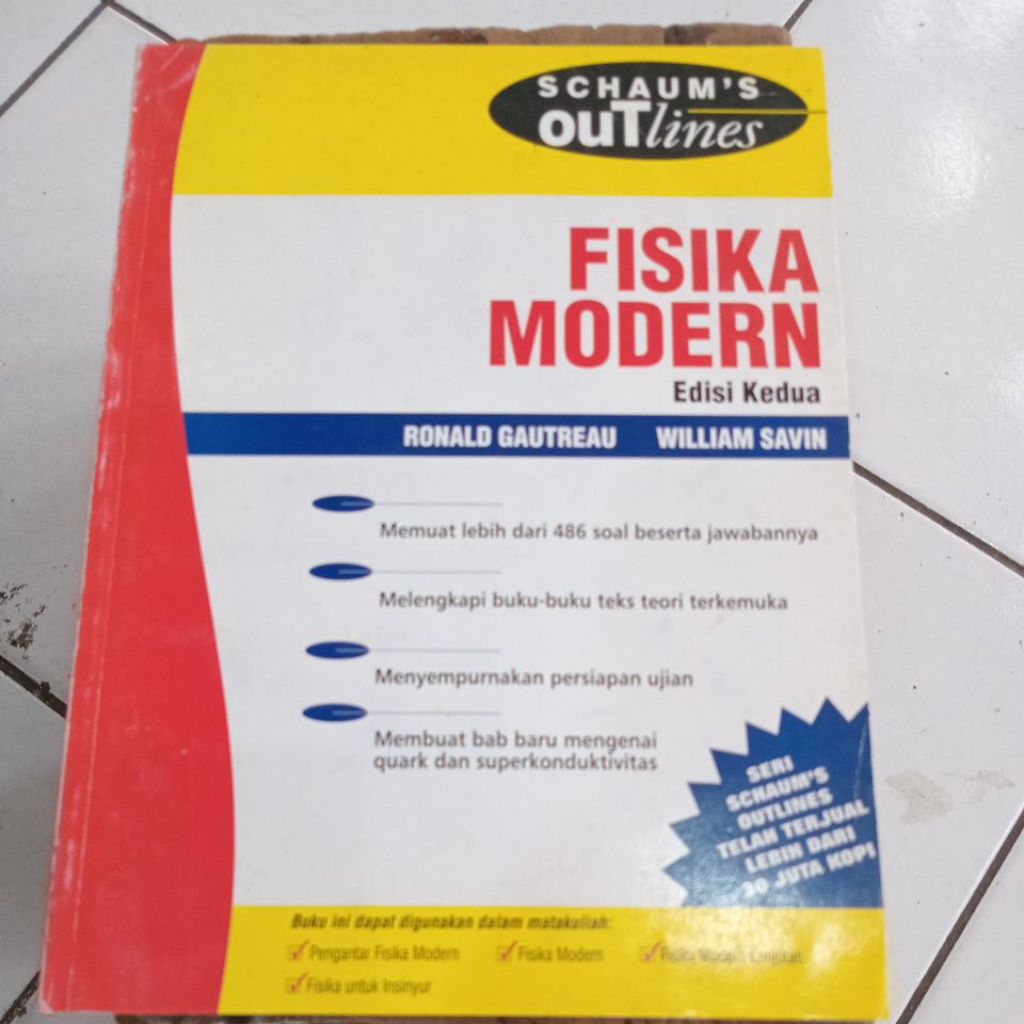 SCHAUM'S
ouTlines
FISIKA
MODERN
Edisi Kedua
RONALD GAUTREAU WILLIAM SAVIN
Memuat lebih dari 486 soal beserta jawabannya
Melengkapi buku-buku teks teori terkemuka
Menyempurnakan persiapan ujian
Membuat bab baru mengenai
quark dan superkonduktivitas
SERI
SCHAUM'S
OUTLINES
TELAH TERJUAL
LEBIH DARI
30 JUTA KOPI
Buku ini dapat digunakan dalam matakuliah:
Pengantar Fisika Modern Fisika Modern Fisika Modern Lanjutan
Fisika untuk Insinyur